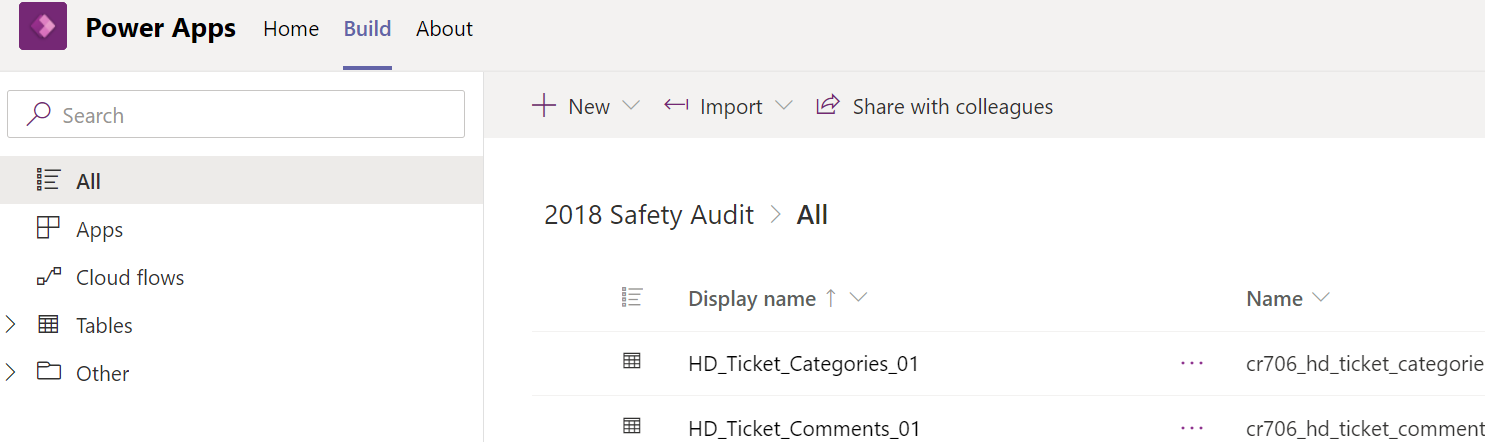 Power Apps Home Build About
Search
All
Apps
Cloud flows
Tables
Other
New Import Share with colleagues
2018 Safety Audit > All
Display name ↑ Name
HD_Ticket_Categories_01 ... cr706_hd_ticket_categorie
HD_Ticket_Comments_01 ... cr706_hd_ticket_comment